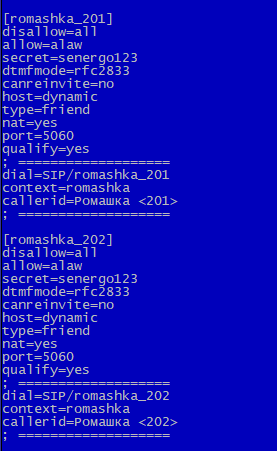 [romashka_201]
disallow=all
allow=alaw
secret=senergo123
dtmfmode=rfc2833
canreinvite=no
host=dynamic
type=friend
nat=yes
port=5060
qualify=yes
; ===================
dial=SIP/romashka_201
context=romashka
callerid=Ромашка <201>
; ===================
[romashka_202]
disallow=all
allow=alaw
secret=senergo123
dtmfmode=rfc2833
canreinvite=no
host=dynamic
type=friend
nat=yes
port=5060
qualify=yes
; ===================
dial=SIP/romashka_202
context=romashka
callerid=Ромашка <202>
; ===================